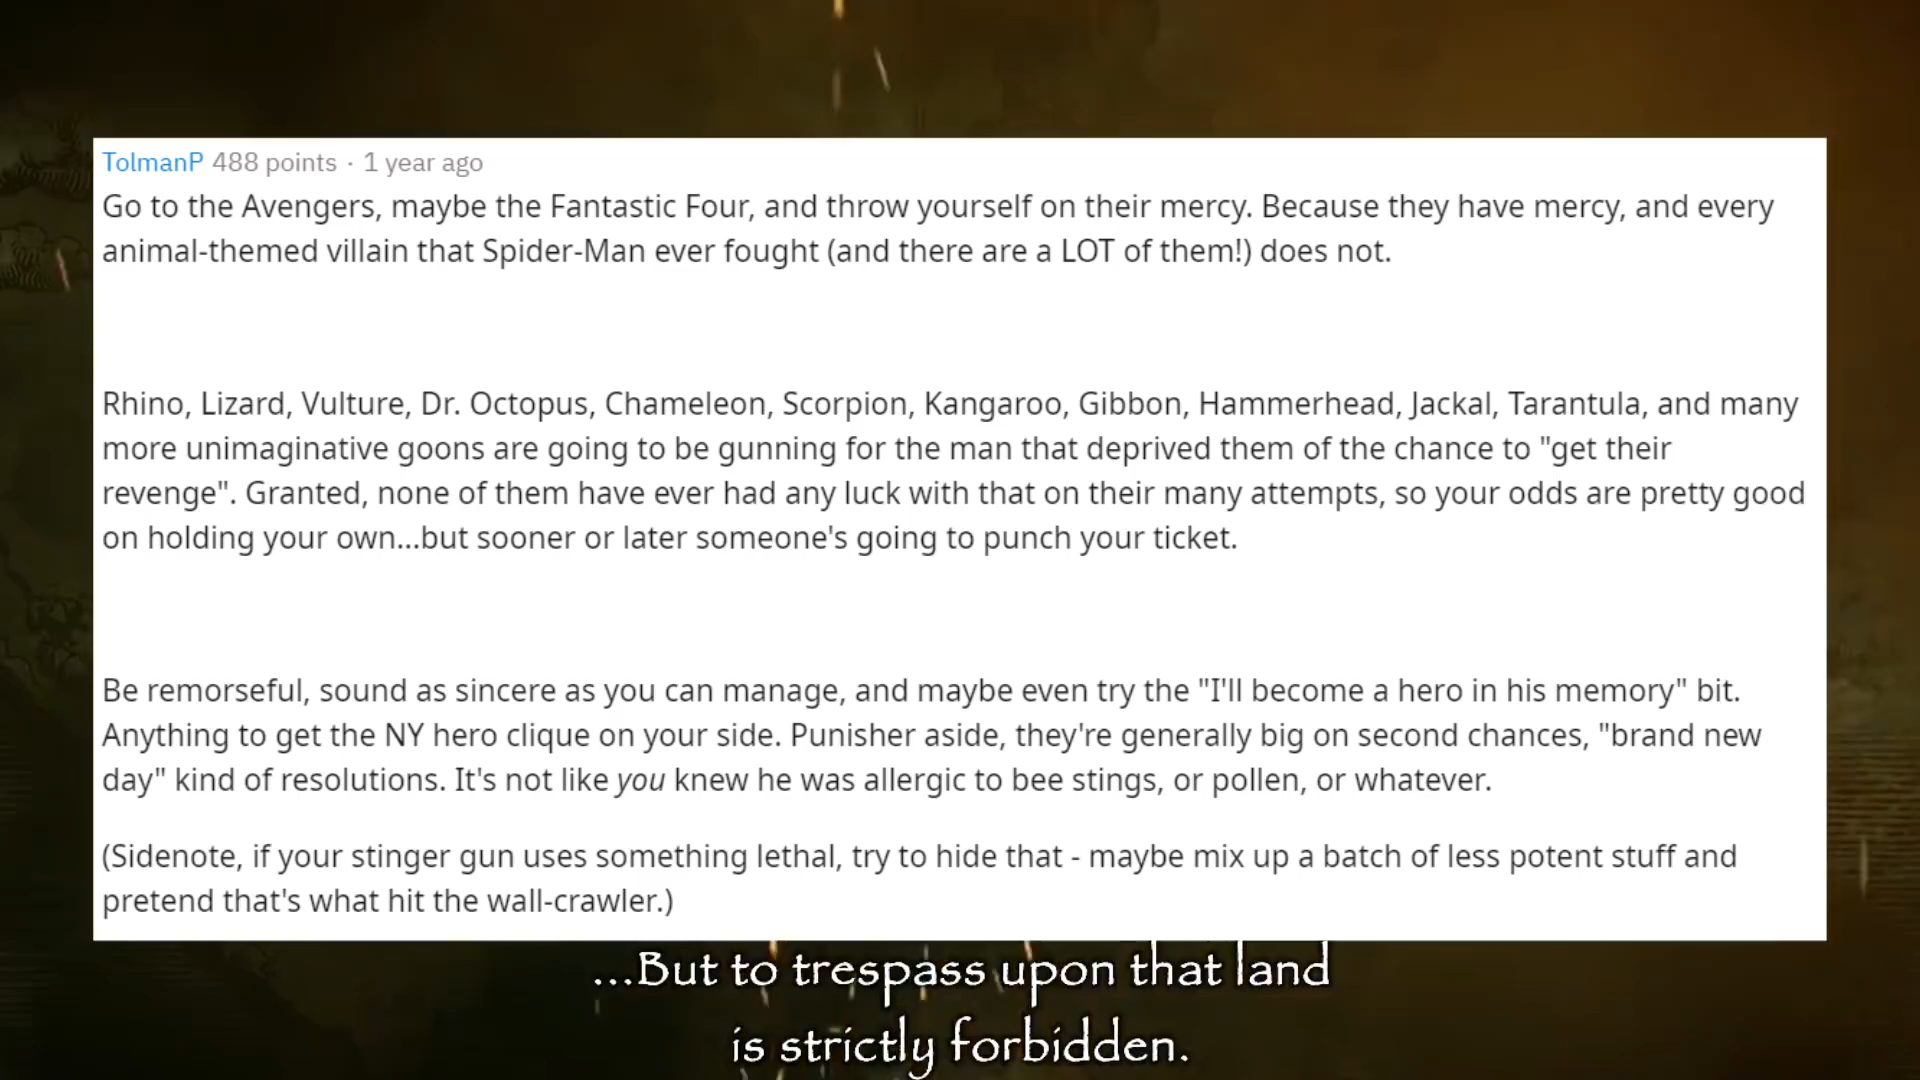 TolmanP 488 points · 1 year ago
Go to the Avengers, maybe the Fantastic Four, and throw yourself on their mercy. Because they have mercy, and every
animal-themed villain that Spider-Man ever fought (and there are a LOT of them!) does not.
Rhino, Lizard, Vulture, Dr. Octopus, Chameleon, Scorpion, Kangaroo, Gibbon, Hammerhead, Jackal, Tarantula, and many
more unimaginative goons are going to be gunning for the man that deprived them of the chance to "get their
revenge". Granted, none of them have ever had any luck with that on their many attempts, so your odds are pretty good
on holding your own...but sooner or later someone's going to punch your ticket.
Be remorseful, sound as sincere as you can manage, and maybe even try the "I'll become a hero in his memory" bit.
Anything to get the NY hero clique on your side. Punisher aside, they're generally big on second chances, "brand new
day" kind of resolutions. It's not like you knew he was allergic to bee stings, or pollen, or whatever.
(Sidenote, if your stinger gun uses something lethal, try to hide that - maybe mix up a batch of less potent stuff and
pretend that's what hit the wall-crawler.)
...But to trespass upon that land
is strictly forbidden.